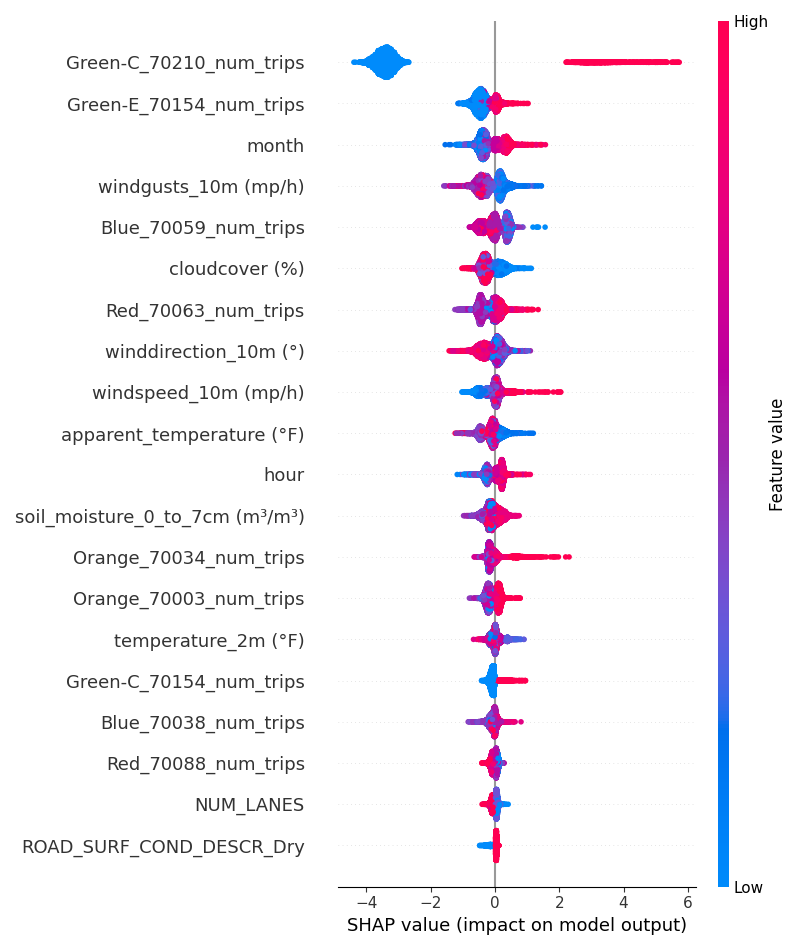 High
Green-C_70210_num_trips
Green-E_70154_num_trips
month
windgusts_10m (mp/h)
Blue_70059_num_trips
cloudcover (%)
Red_70063_num_trips
winddirection_10m (°)
windspeed_10m (mp/h)
apparent_temperature (°F)
hour
soil_moisture_0_to_7cm (m³/m³)
Orange_70034_num_trips
Orange_70003_num_trips
temperature_2m (°F)
Green-C_70154_num_trips
Blue_70038_num_trips
Red_70088_num_trips
NUM_LANES
ROAD_SURF_COND_DESCR_Dry
Feature value
Low
−4 −2 0 2 4 6
SHAP value (impact on model output)